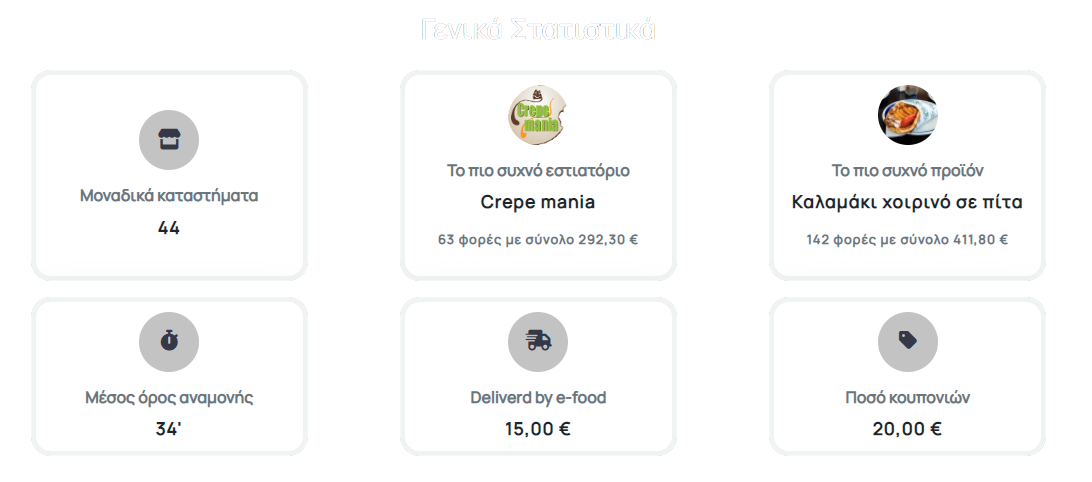 Γενικά Στατιστικά
Μοναδικά καταστήματα
44
Crepe
mania
Το πιο συχνό εστιατόριο
Crepe mania
63 φορές με σύνολο 292,30 €
Το πιο συχνό προϊόν
Καλαμάκι χοιρινό σε πίτα
142 φορές με σύνολο 411,80 €
Μέσος όρος αναμονής
34'
Deliverd by e-food
15,00 €
Ποσό κουπονιών
20,00 €